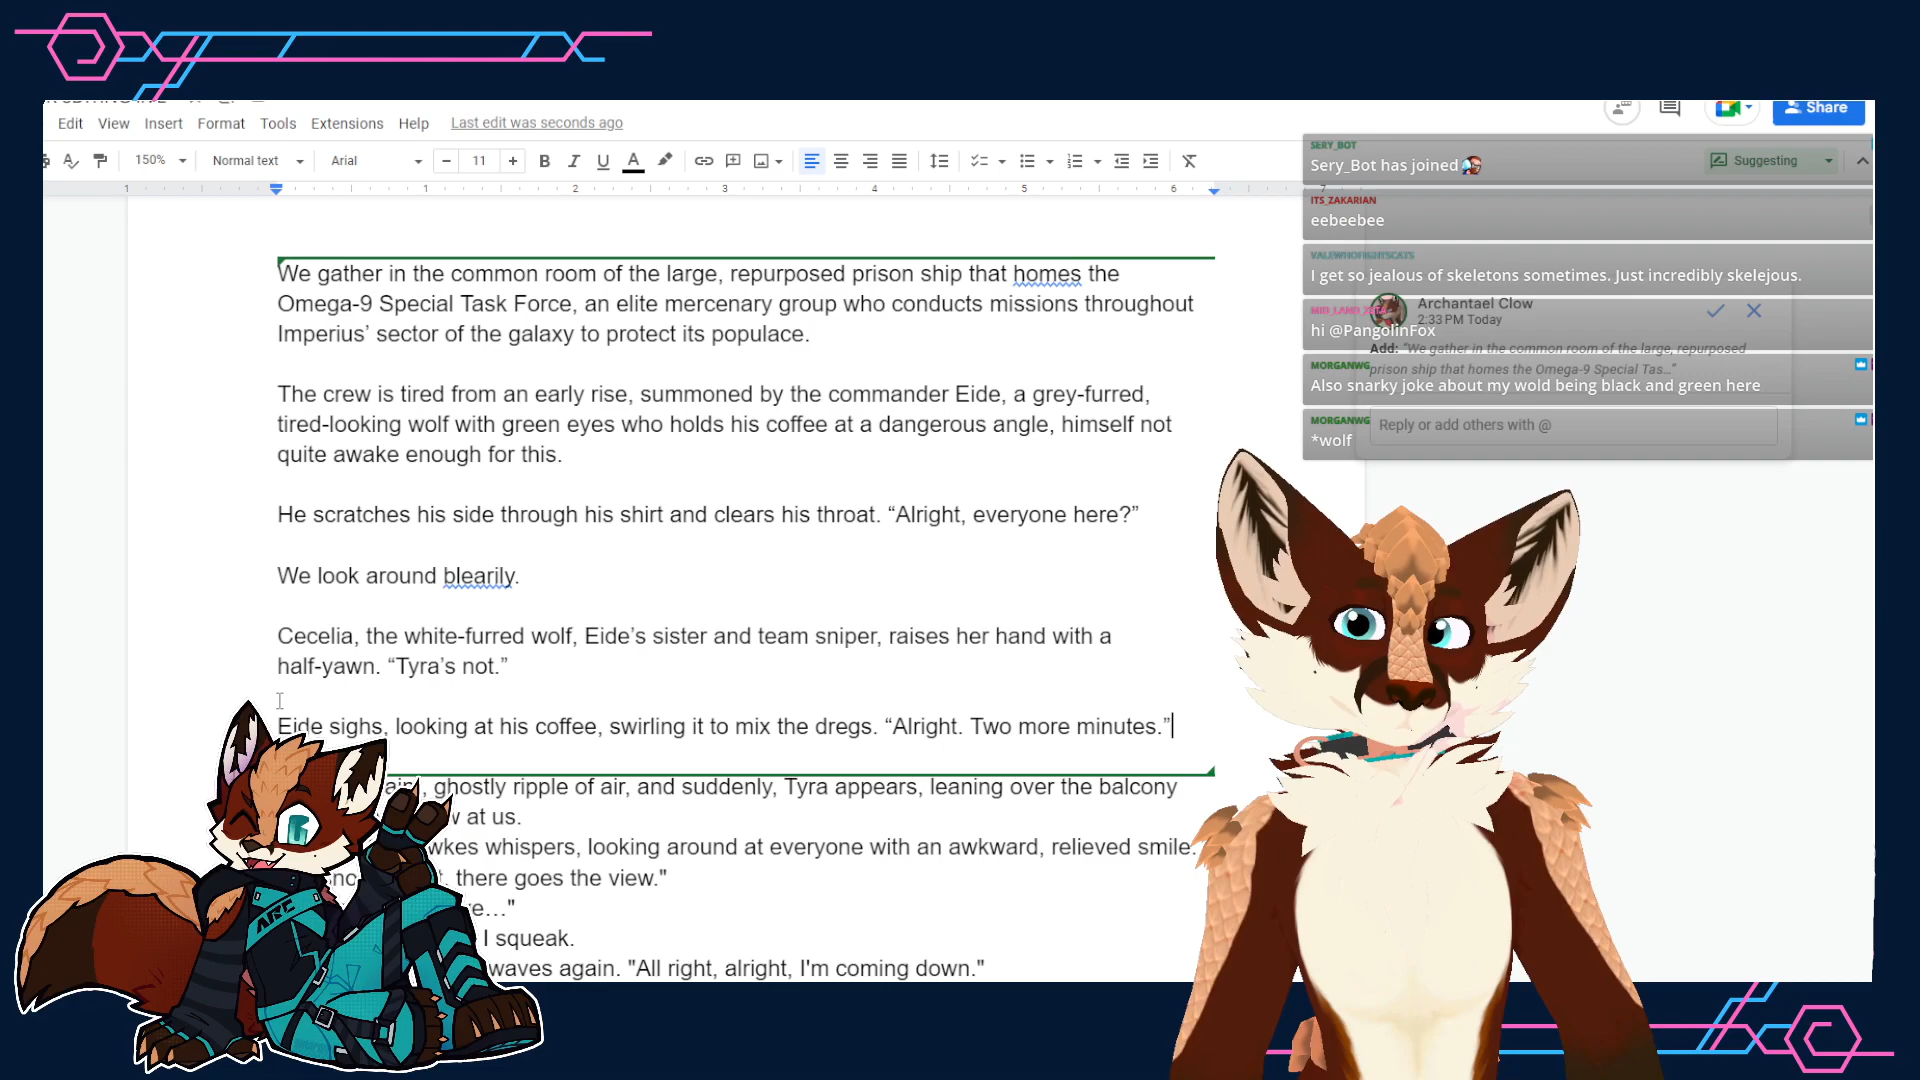 Edit View Insert Format Tools Extensions Help Last edit was seconds ago
Share
150% Normal text Arial 11 B I U A
Suggesting
1 1 2 3 4 5 6 7
We gather in the common room of the large, repurposed prison ship that homes the
Omega-9 Special Task Force, an elite mercenary group who conducts missions throughout
Imperius’ sector of the galaxy to protect its populace.
The crew is tired from an early rise, summoned by the commander Eide, a grey-furred,
tired-looking wolf with green eyes who holds his coffee at a dangerous angle, himself not
quite awake enough for this.
He scratches his side through his shirt and clears his throat. “Alright, everyone here?”
We look around blearily.
Cecelia, the white-furred wolf, Eide’s sister and team sniper, raises her hand with a
half-yawn. “Tyra’s not.”
Eide sighs, looking at his coffee, swirling it to mix the dregs. “Alright. Two more minutes.”
ghostly ripple of air, and suddenly, Tyra appears, leaning over the balcony
at us.
whispers, looking around at everyone with an awkward, relieved smile.
there goes the view."
I squeak.
waves again. "All right, alright, I'm coming down."
SERY_BOT
Sery_Bot has joined
ITS_ZAKARIAN
eebeebee
VALEWHOFIGHTSCATS
I get so jealous of skeletons sometimes. Just incredibly skelejous.
hi @PangolinFox
MORGANWG
Also snarky joke about my wold being black and green here
MORGANWG
*wolf
Archantael Clow
2:33 PM Today
Add: “We gather in the common room of the large, repurposed
prison ship that homes the Omega-9 Special Tas…”
Reply or add others with @
ARC